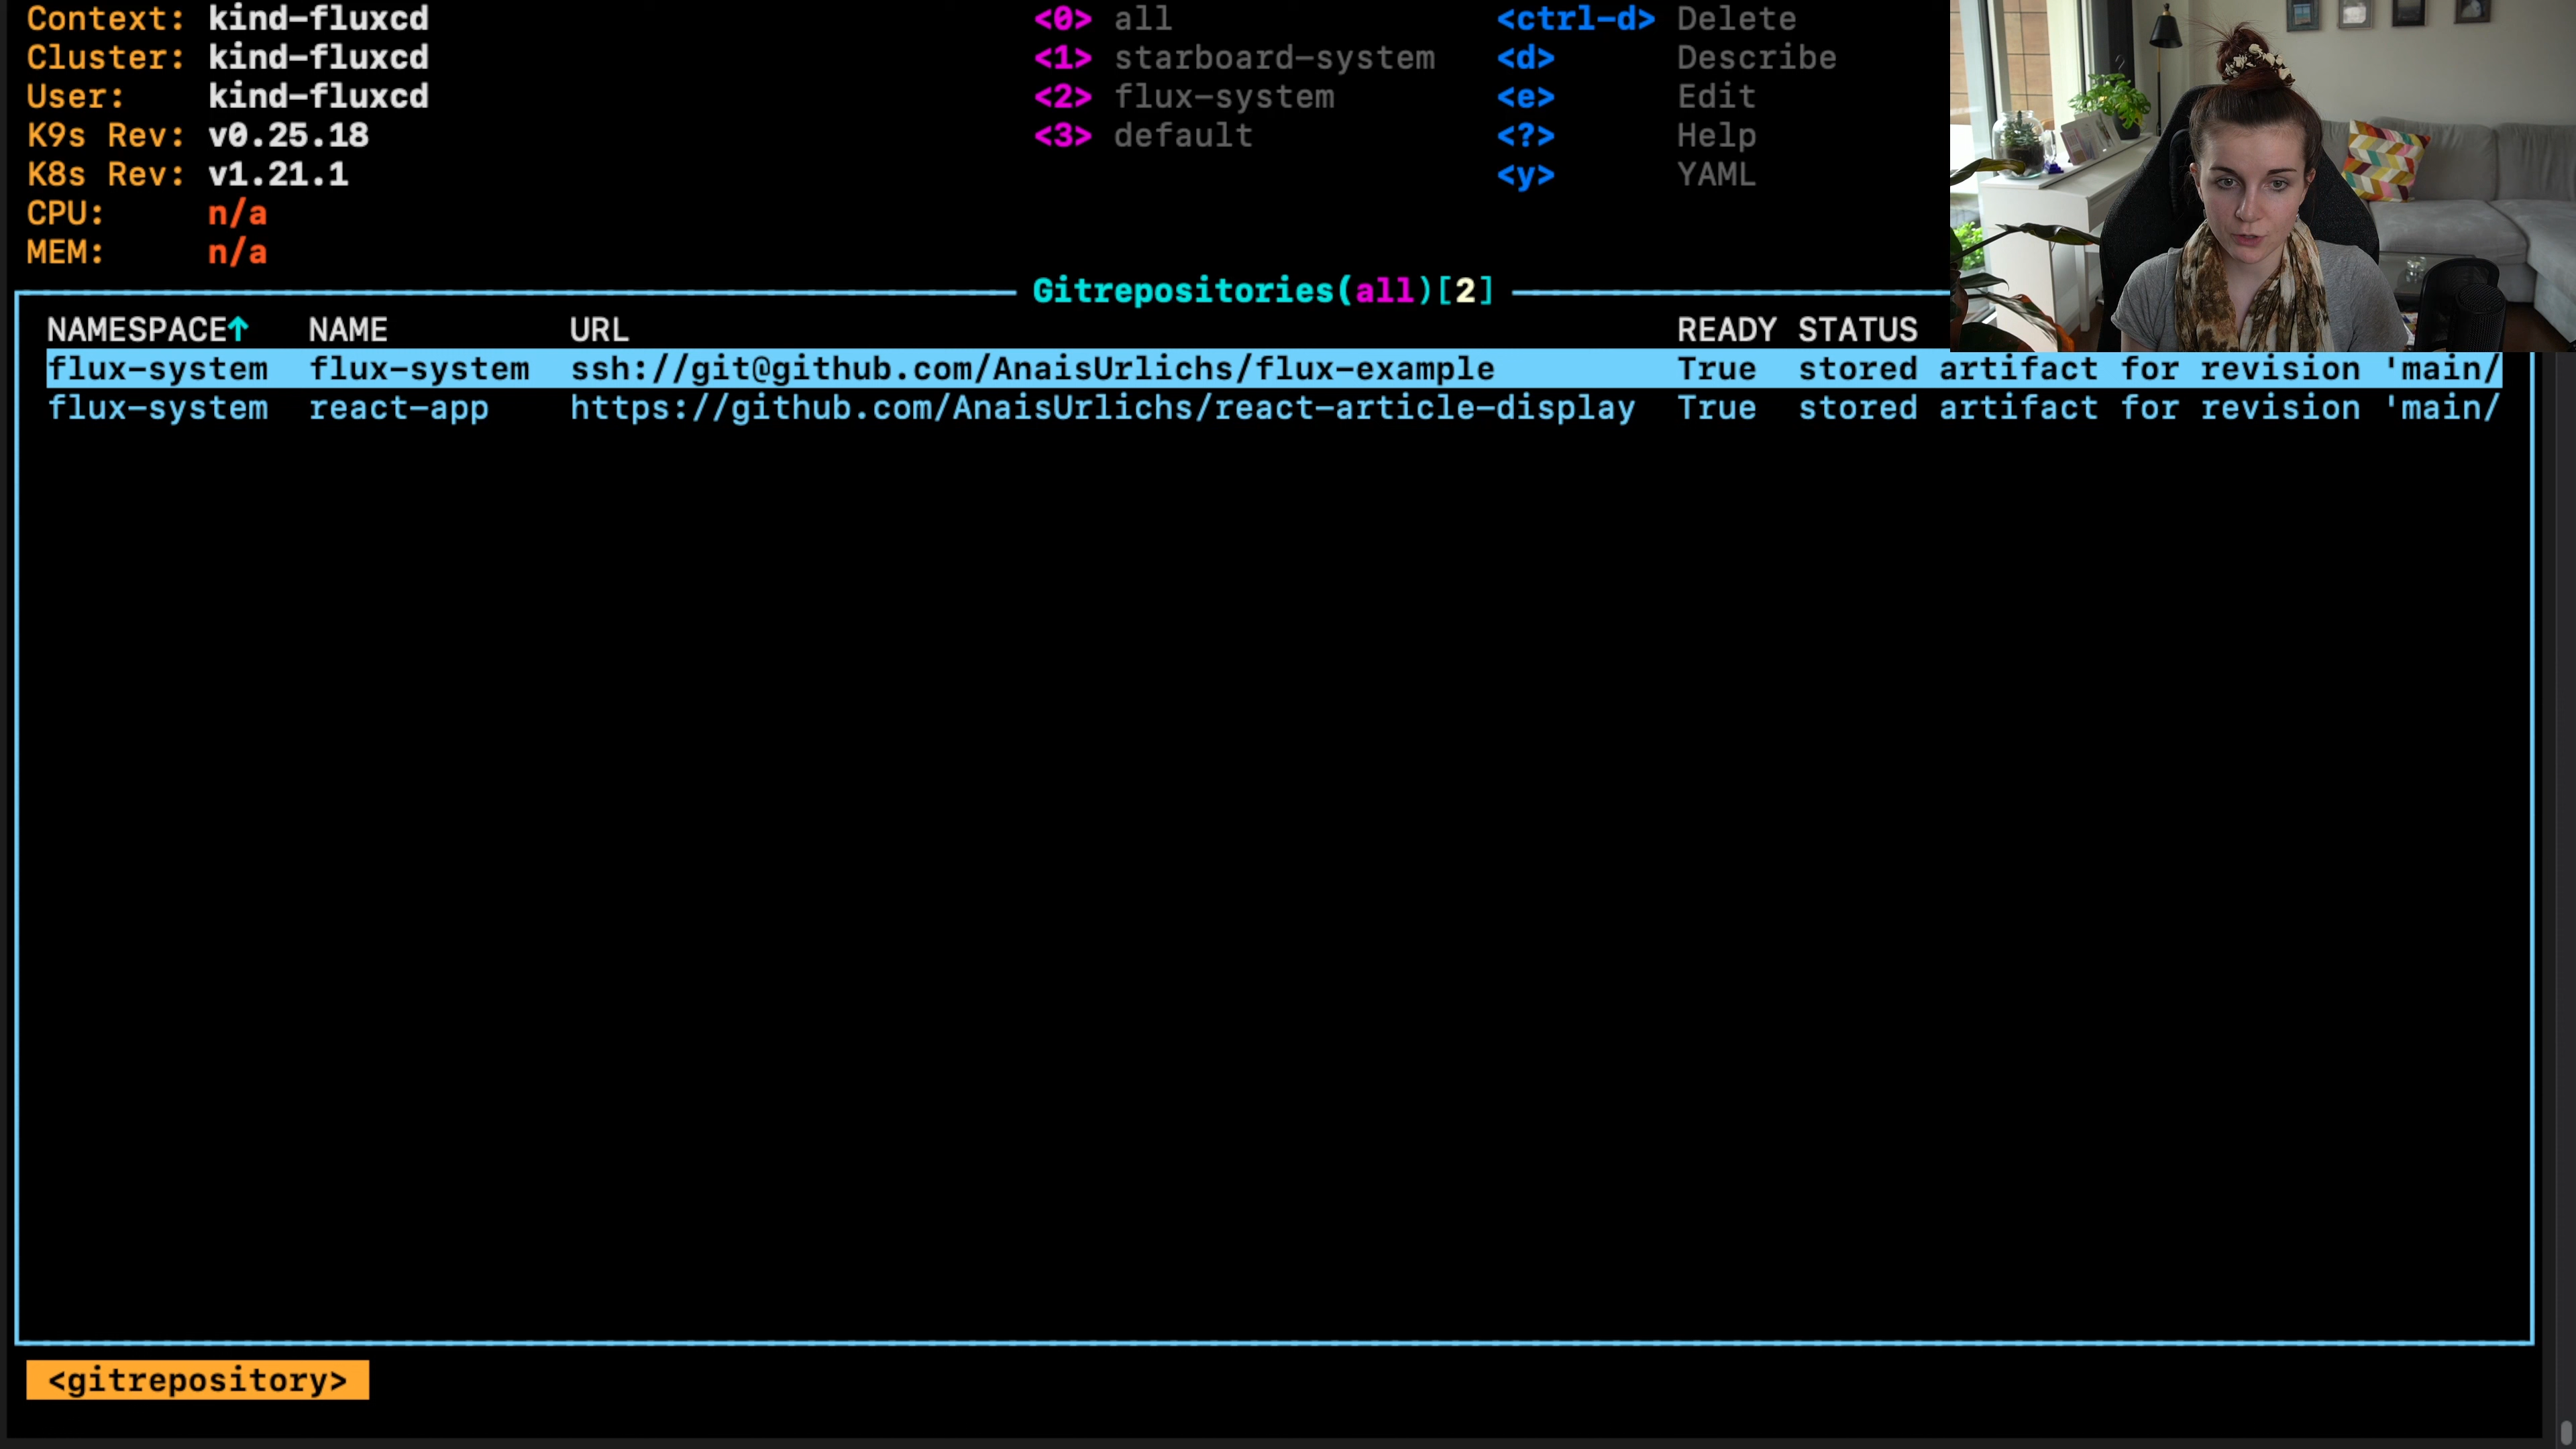 Context: kind-fluxcd <0> all <ctrl-d> Delete
Cluster: kind-fluxcd <1> starboard-system <d> Describe
User: kind-fluxcd <2> flux-system <e> Edit
K9s Rev: v0.25.18 <3> default <?> Help
K8s Rev: v1.21.1 <y> YAML
CPU: n/a
MEM: n/a
Gitrepositories(all)[2]
NAMESPACE↑ NAME URL READY STATUS
flux-system flux-system ssh://git@github.com/AnaisUrlichs/flux-example True stored artifact for revision 'main/
flux-system react-app https://github.com/AnaisUrlichs/react-article-display True stored artifact for revision 'main/
<gitrepository>